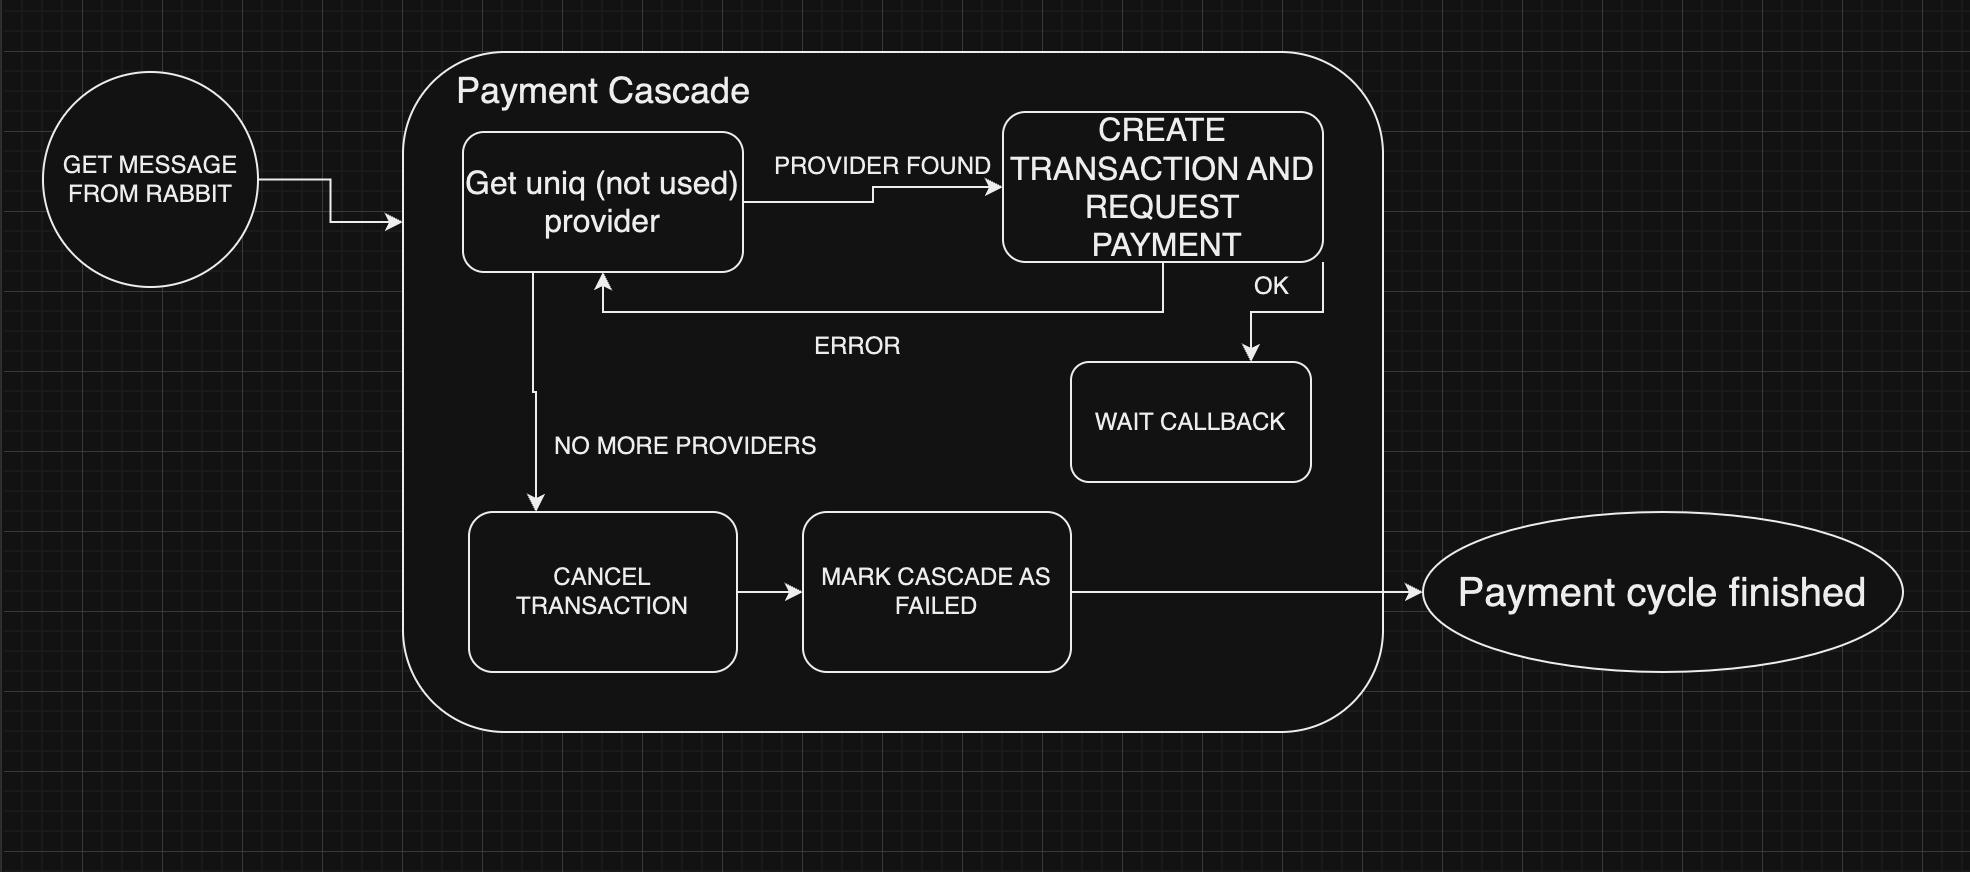 Payment Cascade
GET MESSAGE
FROM RABBIT
Get uniq (not used)
provider
PROVIDER FOUND
CREATE
TRANSACTION AND
REQUEST
PAYMENT
OK
ERROR
WAIT CALLBACK
NO MORE PROVIDERS
CANCEL
TRANSACTION
MARK CASCADE AS
FAILED
Payment cycle finished